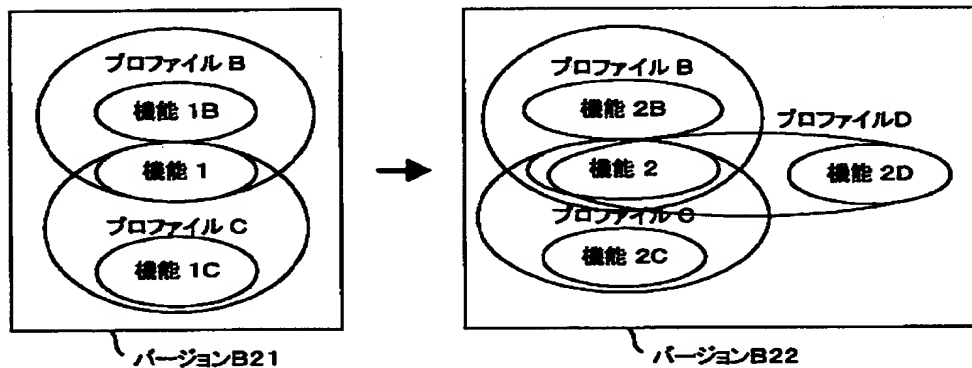 プロファイル B
機能 1B
機能 1
プロファイル C
機能 1C
バージョンB21
プロファイル B
機能 2B
プロファイルD
機能 2
機能 2D
プロファイル C
機能 2C
バージョンB22